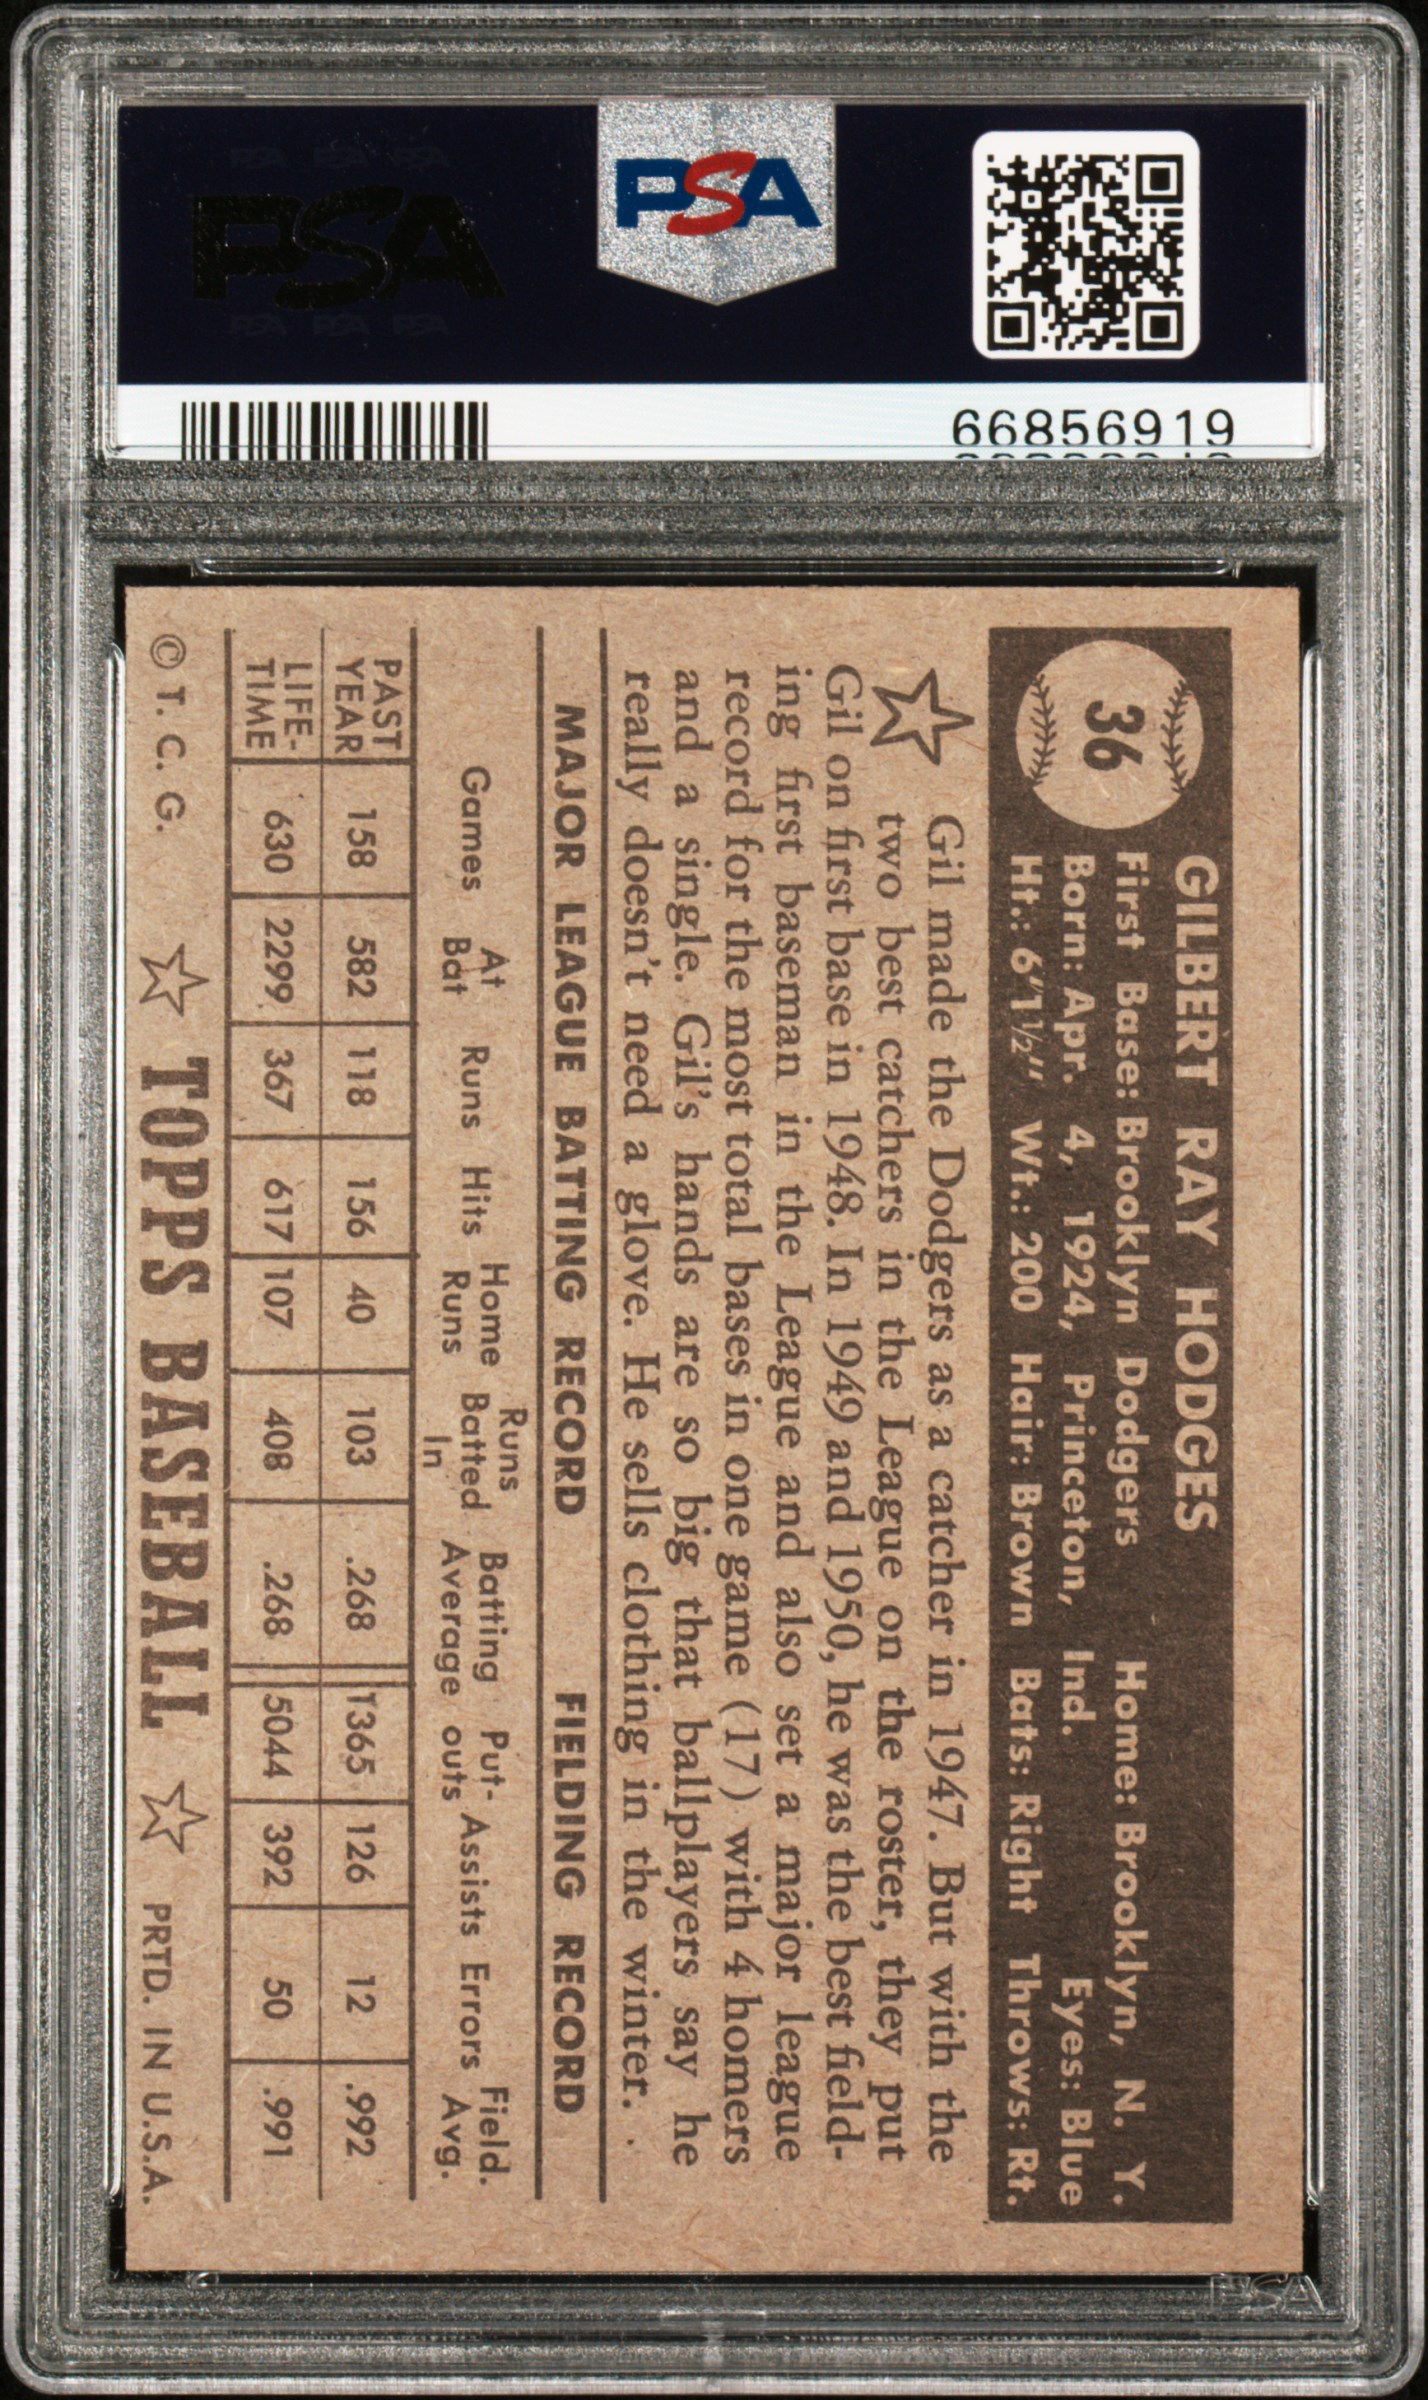 PSA PSA PSA
PSA
PSA PSA PSA
PSA
66856919
36
GILBERT RAY HODGES
First Base: Brooklyn Dodgers Home: Brooklyn, N. Y.
Born: Apr. 4, 1924, Princeton, Ind. Eyes: Blue
Ht.: 6'1½" Wt.: 200 Hair: Brown Bats: Right Throws: Rt.
Gil made the Dodgers as a catcher in 1947. But with the
two best catchers in the League on the roster, they put
Gil on first base in 1948. In 1949 and 1950, he was the best field-
ing first baseman in the League and also set a major league
record for the most total bases in one game (17) with 4 homers
and a single. Gil's hands are so big that ballplayers say he
really doesn't need a glove. He sells clothing in the winter.
MAJOR LEAGUE BATTING RECORD FIELDING RECORD
Games At Bat Runs Hits Home Runs Runs Batted In Batting Average Put-outs Assists Errors Field. Avg.
PAST YEAR 158 582 118 156 40 103 .268 1365 126 12 .992
LIFE-TIME 630 2299 367 617 107 408 .268 5044 392 50 .991
© T. C. G. ☆ TOPPS BASEBALL ☆ PRTD. IN U.S.A.
PSA